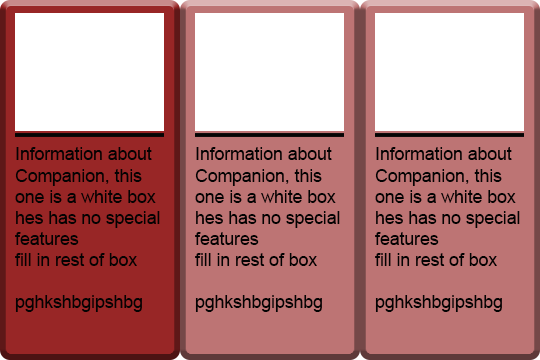 Information about
Companion, this
one is a white box
hes has no special
features
fill in rest of box
pghkshbgipshbg
Information about
Companion, this
one is a white box
hes has no special
features
fill in rest of box
pghkshbgipshbg
Information about
Companion, this
one is a white box
hes has no special
features
fill in rest of box
pghkshbgipshbg